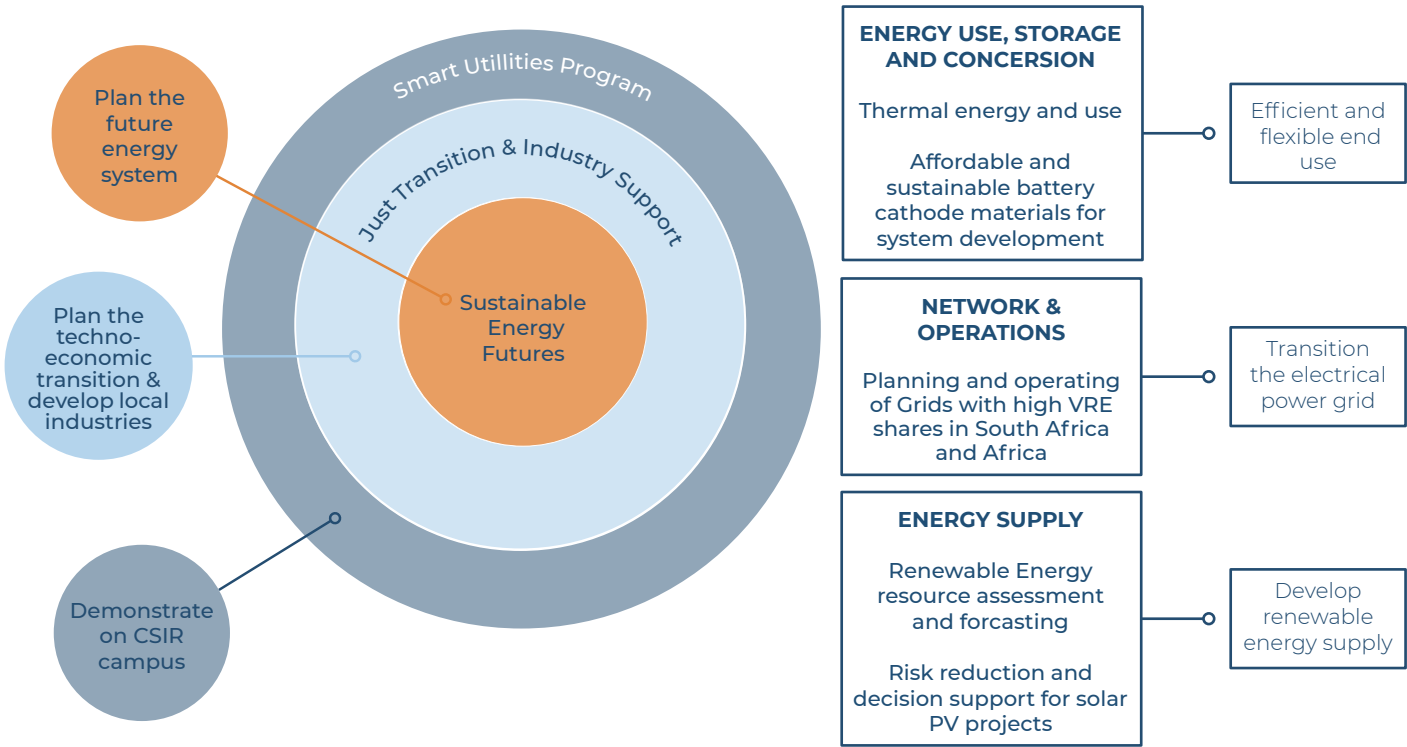 Plan the
future
energy
system
Plan the
techno-
economic
transition &
develop local
industries
Demonstrate
on CSIR
campus
Smart Utillities Program
Just Transition & Industry Support
Sustainable
Energy
Futures
ENERGY USE, STORAGE
AND CONCERSION
Thermal energy and use
Affordable and
sustainable battery
cathode materials for
system development
Efficient and
flexible end
use
NETWORK &
OPERATIONS
Planning and operating
of Grids with high VRE
shares in South Africa
and Africa
Transition
the electrical
power grid
ENERGY SUPPLY
Renewable Energy
resource assessment
and forcasting
Risk reduction and
decision support for solar
PV projects
Develop
renewable
energy supply